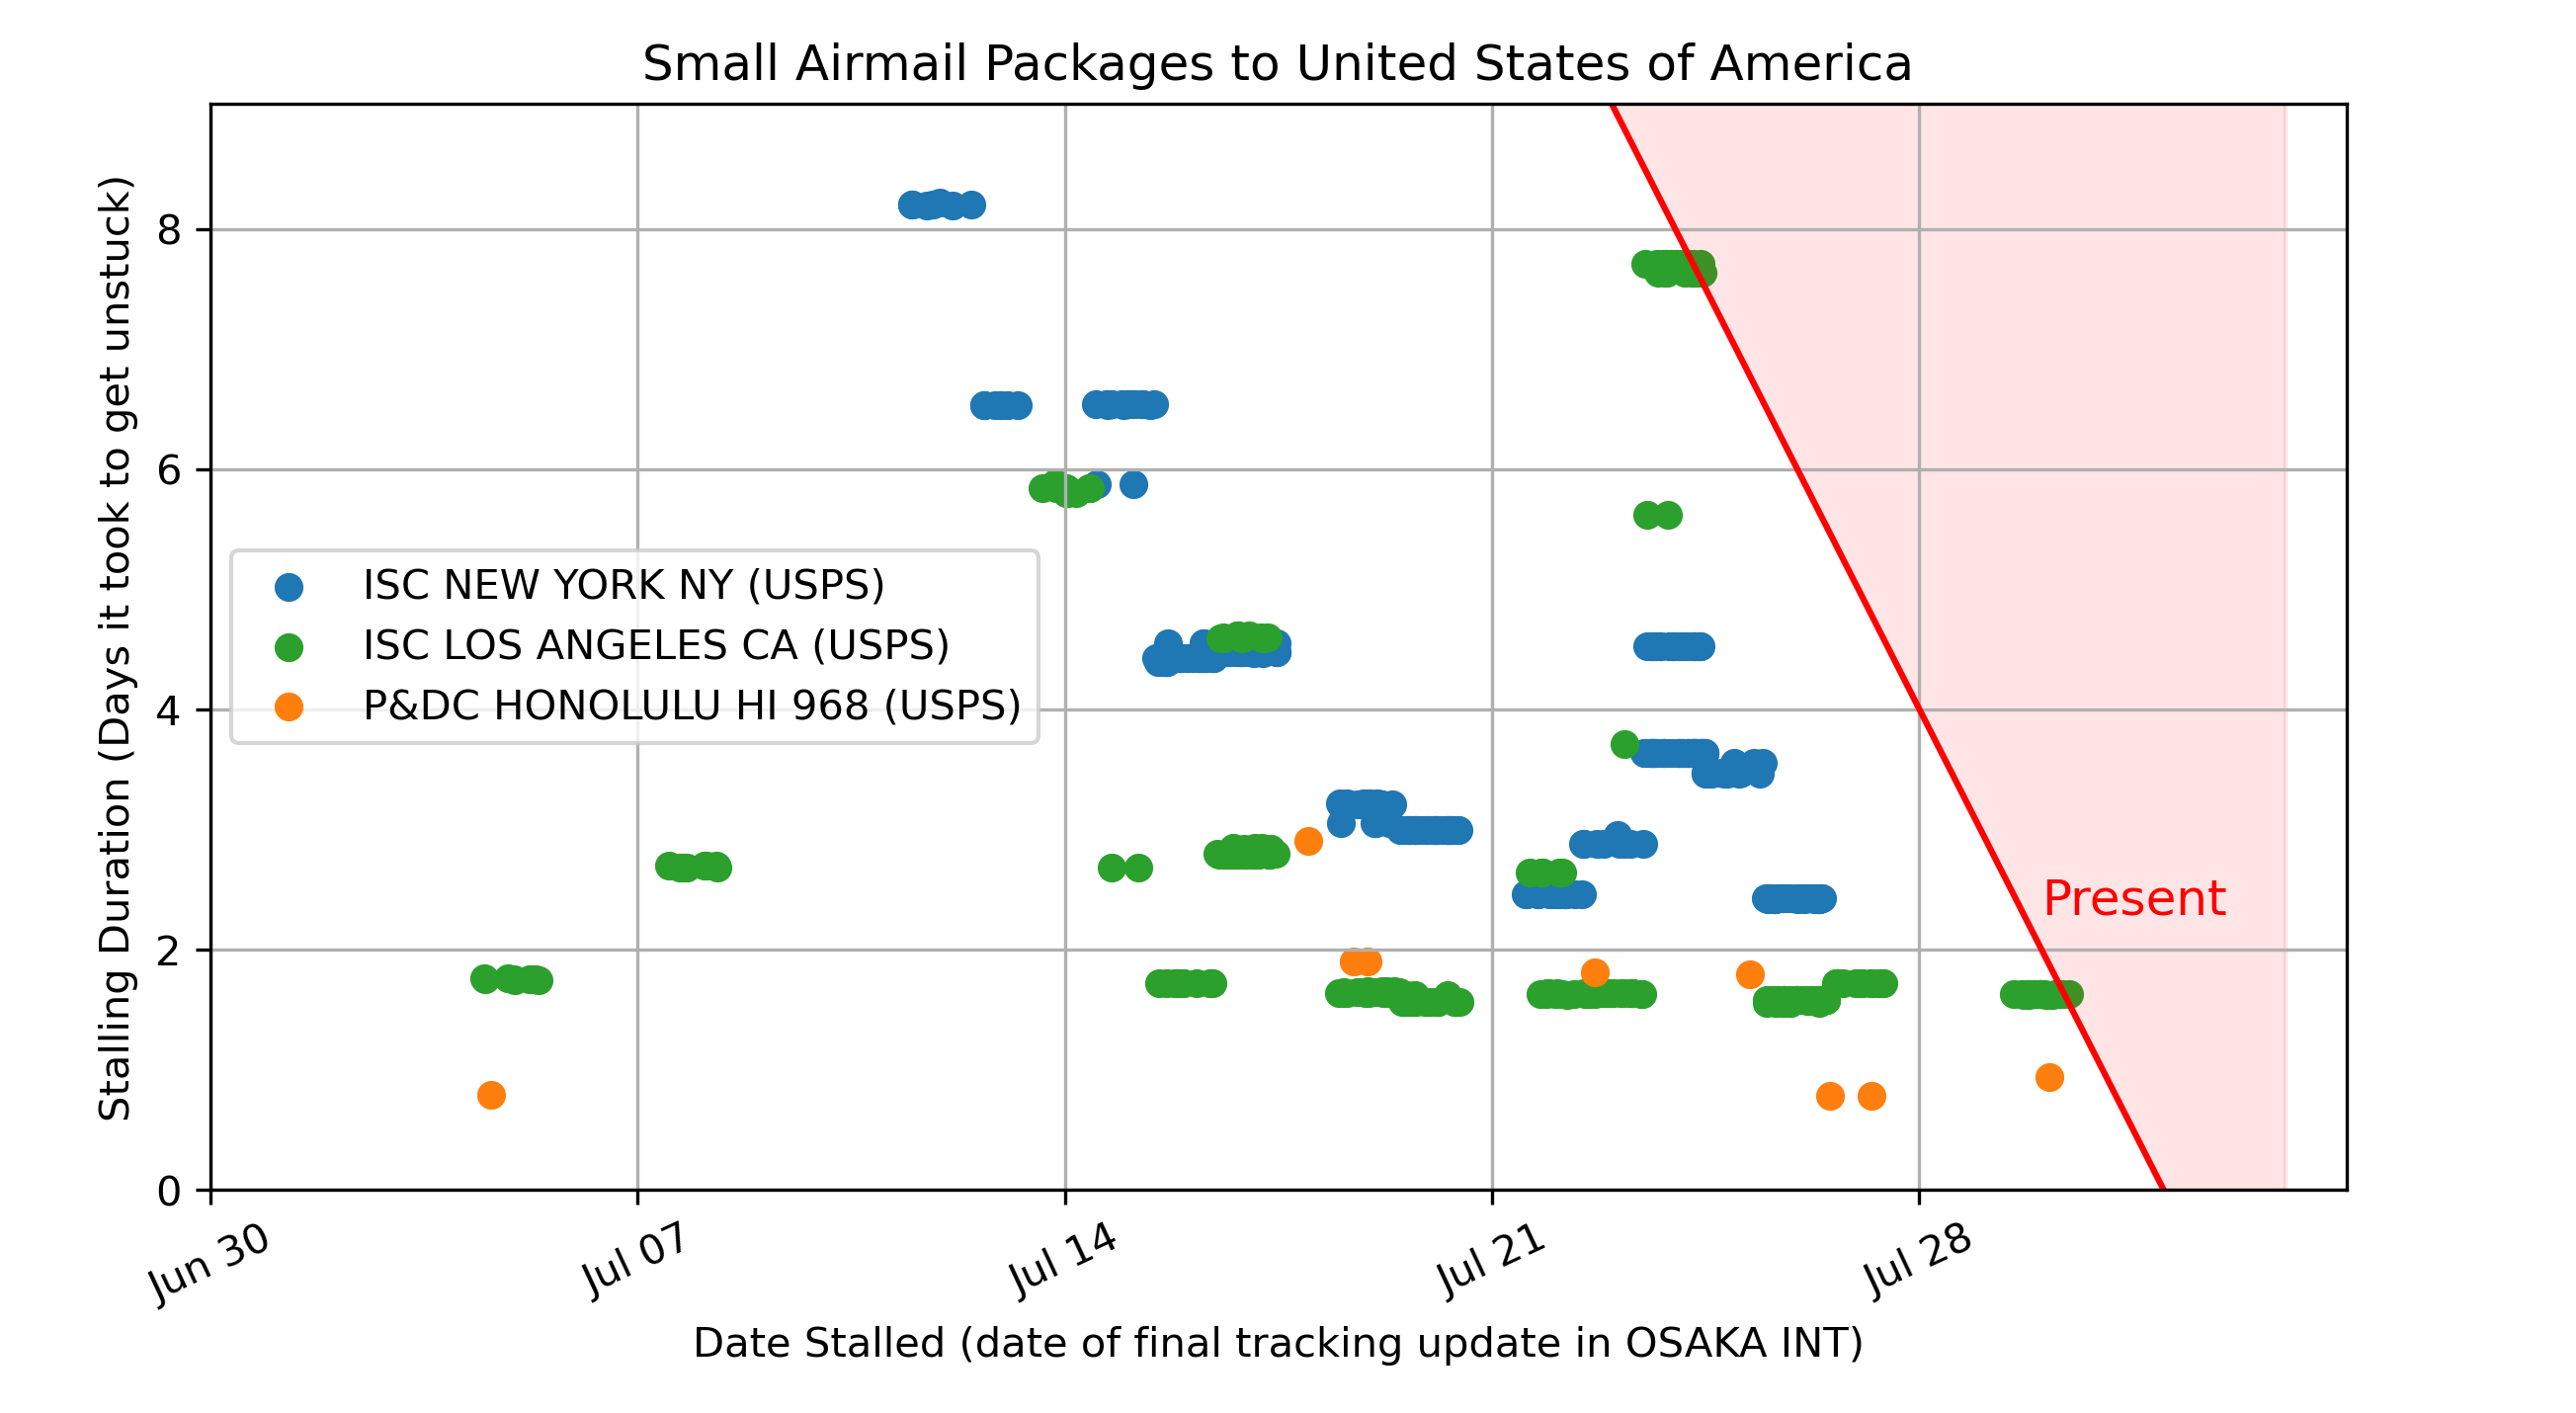 Small Airmail Packages to United States of America
Stalling Duration (Days it took to get unstuck)
8
6
4
2
0
ISC NEW YORK NY (USPS)
ISC LOS ANGELES CA (USPS)
P&DC HONOLULU HI 968 (USPS)
Present
Jun 30
Jul 07
Jul 14
Jul 21
Jul 28
Date Stalled (date of final tracking update in OSAKA INT)